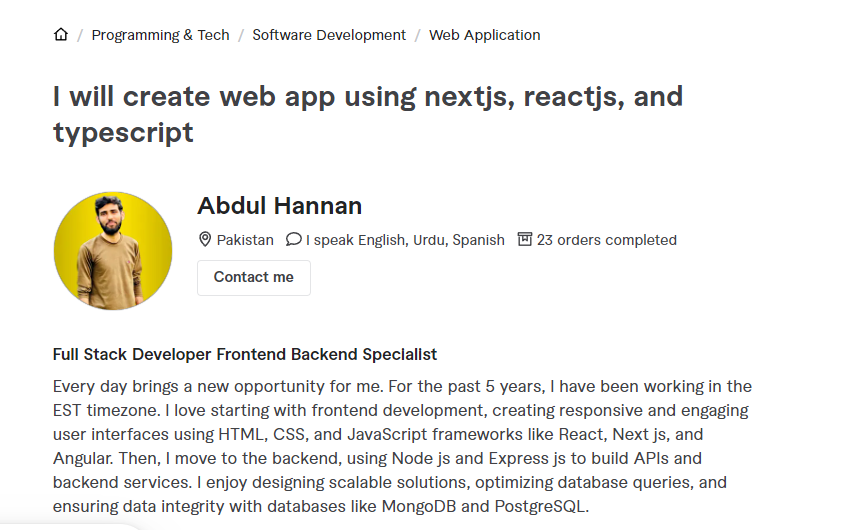 / Programming & Tech / Software Development / Web Application
I will create web app using nextjs, reactjs, and
typescript
Abdul Hannan
Pakistan I speak English, Urdu, Spanish 23 orders completed
Contact me
Full Stack Developer Frontend Backend Specialist
Every day brings a new opportunity for me. For the past 5 years, I have been working in the
EST timezone. I love starting with frontend development, creating responsive and engaging
user interfaces using HTML, CSS, and JavaScript frameworks like React, Next js, and
Angular. Then, I move to the backend, using Node js and Express js to build APIs and
backend services. I enjoy designing scalable solutions, optimizing database queries, and
ensuring data integrity with databases like MongoDB and PostgreSQL.